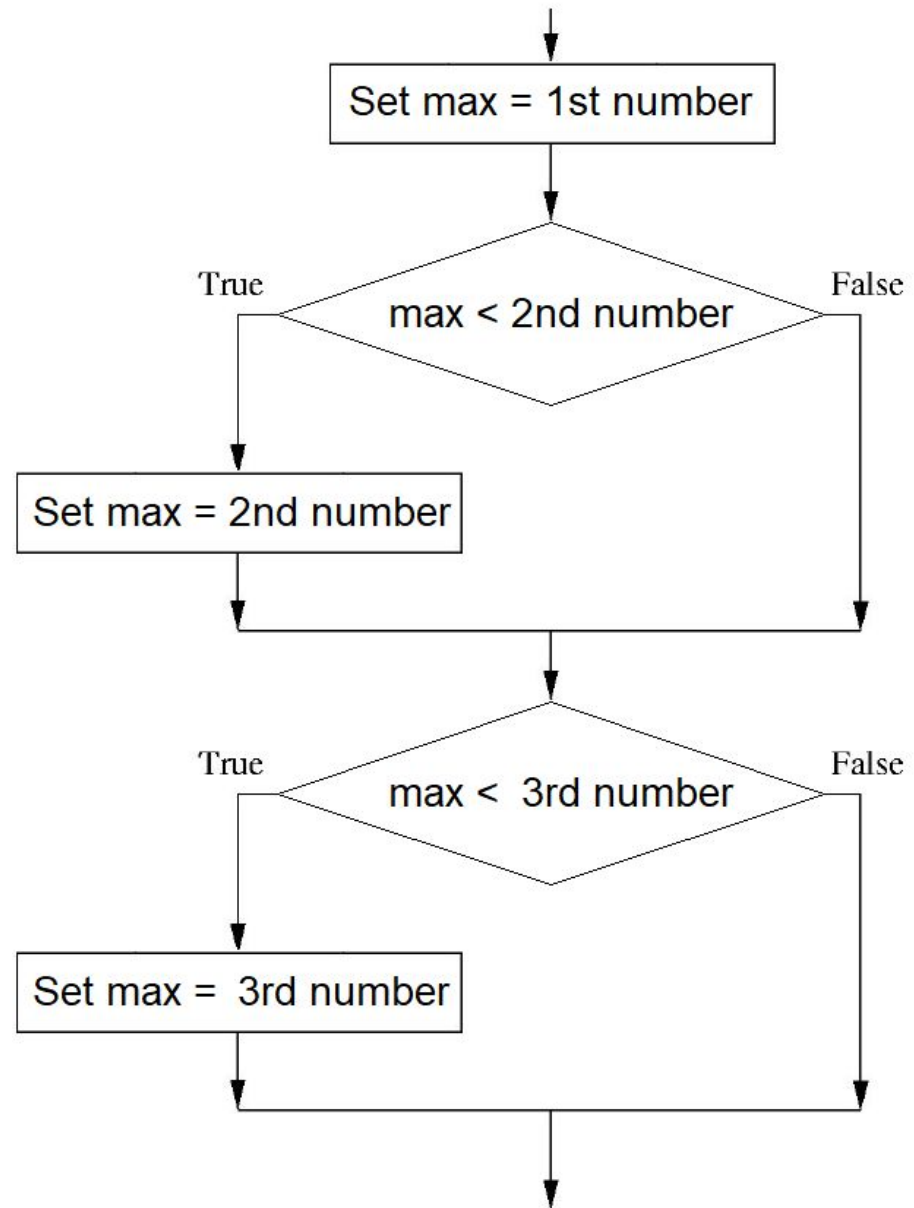 Set max = 1st number
True
False
max < 2nd number
Set max = 2nd number
True
False
max < 3rd number
Set max = 3rd number